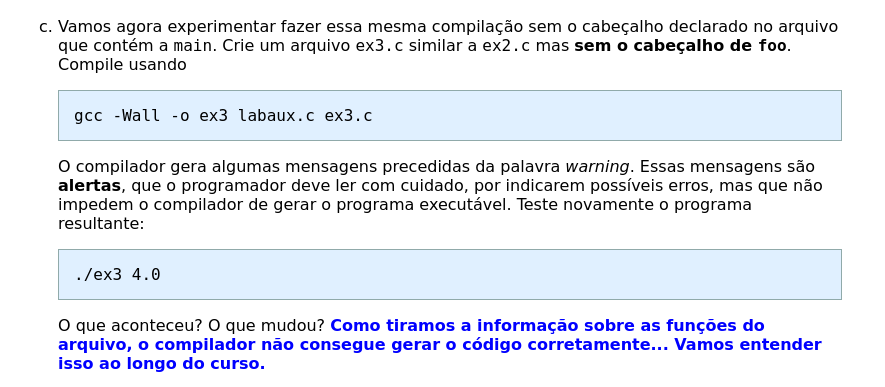 c. Vamos agora experimentar fazer essa mesma compilação sem o cabeçalho declarado no arquivo
que contém a main. Crie um arquivo ex3.c similar a ex2.c mas sem o cabeçalho de foo.
Compile usando
gcc -Wall -o ex3 labaux.c ex3.c
O compilador gera algumas mensagens precedidas da palavra warning. Essas mensagens são
alertas, que o programador deve ler com cuidado, por indicarem possíveis erros, mas que não
impedem o compilador de gerar o programa executável. Teste novamente o programa
resultante:
./ex3 4.0
O que aconteceu? O que mudou? Como tiramos a informação sobre as funções do
arquivo, o compilador não consegue gerar o código corretamente... Vamos entender
isso ao longo do curso.